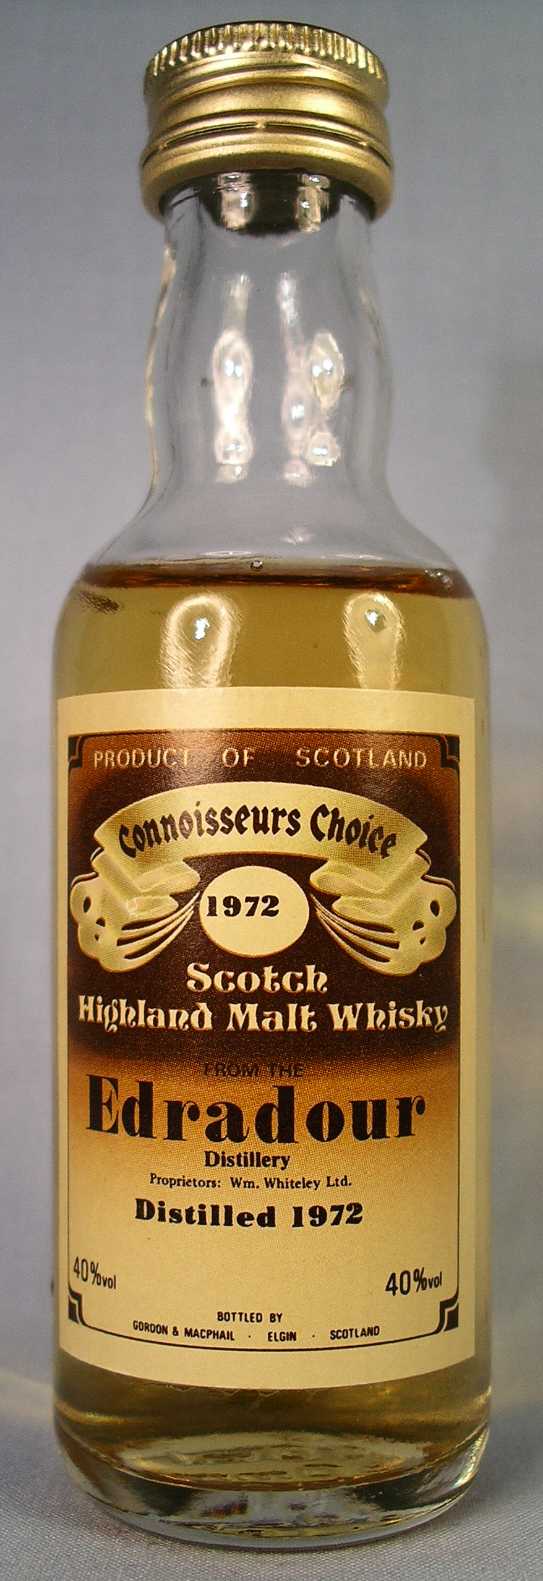 PRODUCT OF SCOTLAND
Connoisseurs Choice
1972
Scotch
Highland Malt Whisky
FROM THE
Edradour
Distillery
Proprietors: Wm. Whiteley Ltd.
Distilled 1972
40%vol 40%vol
BOTTLED BY
GORDON & MACPHAIL · ELGIN · SCOTLAND